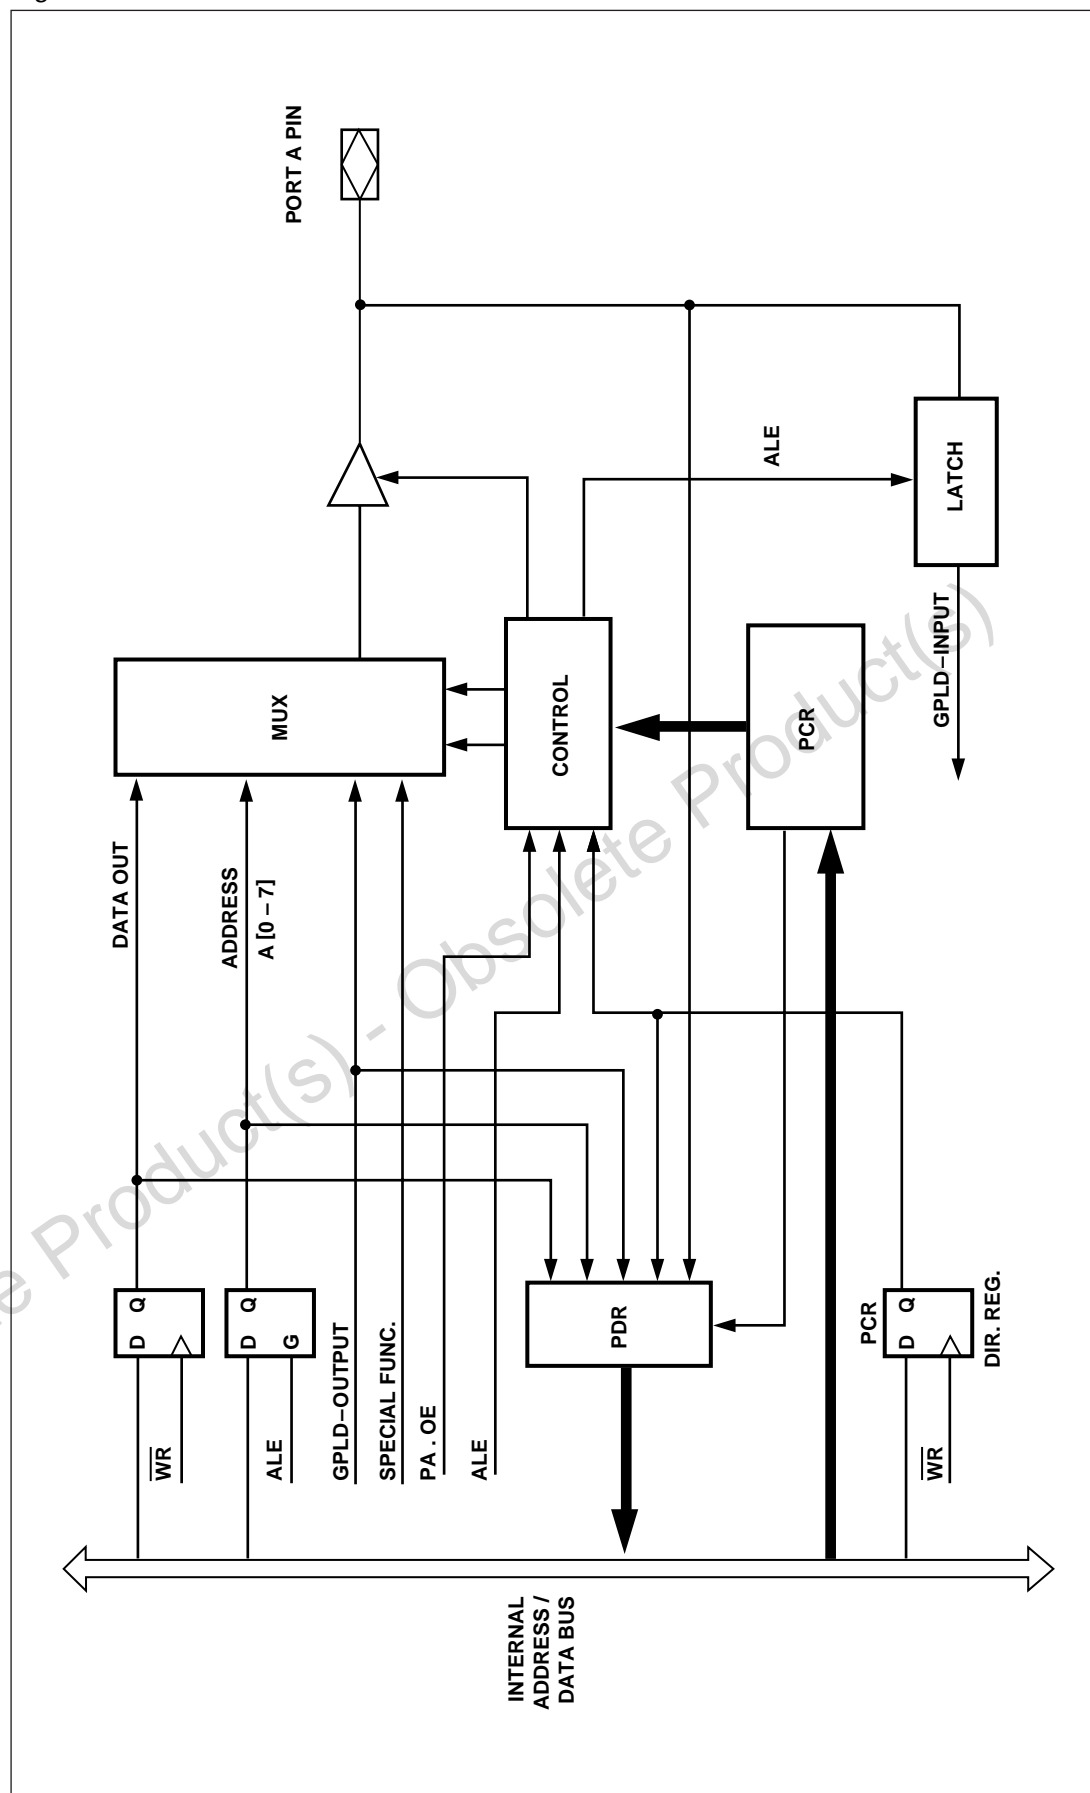 PORT A PIN
DATA OUT
ADDRESS
A [0 – 7]
MUX
D Q
WR
D Q
G
ALE
GPLD–OUTPUT
SPECIAL FUNC.
PA . OE
ALE
CONTROL
ALE
LATCH
GPLD–INPUT
PCR
PDR
PCR
D Q
DIR. REG.
WR
INTERNAL
ADDRESS /
DATA BUS
Product(s) - Obsolete Product(s)